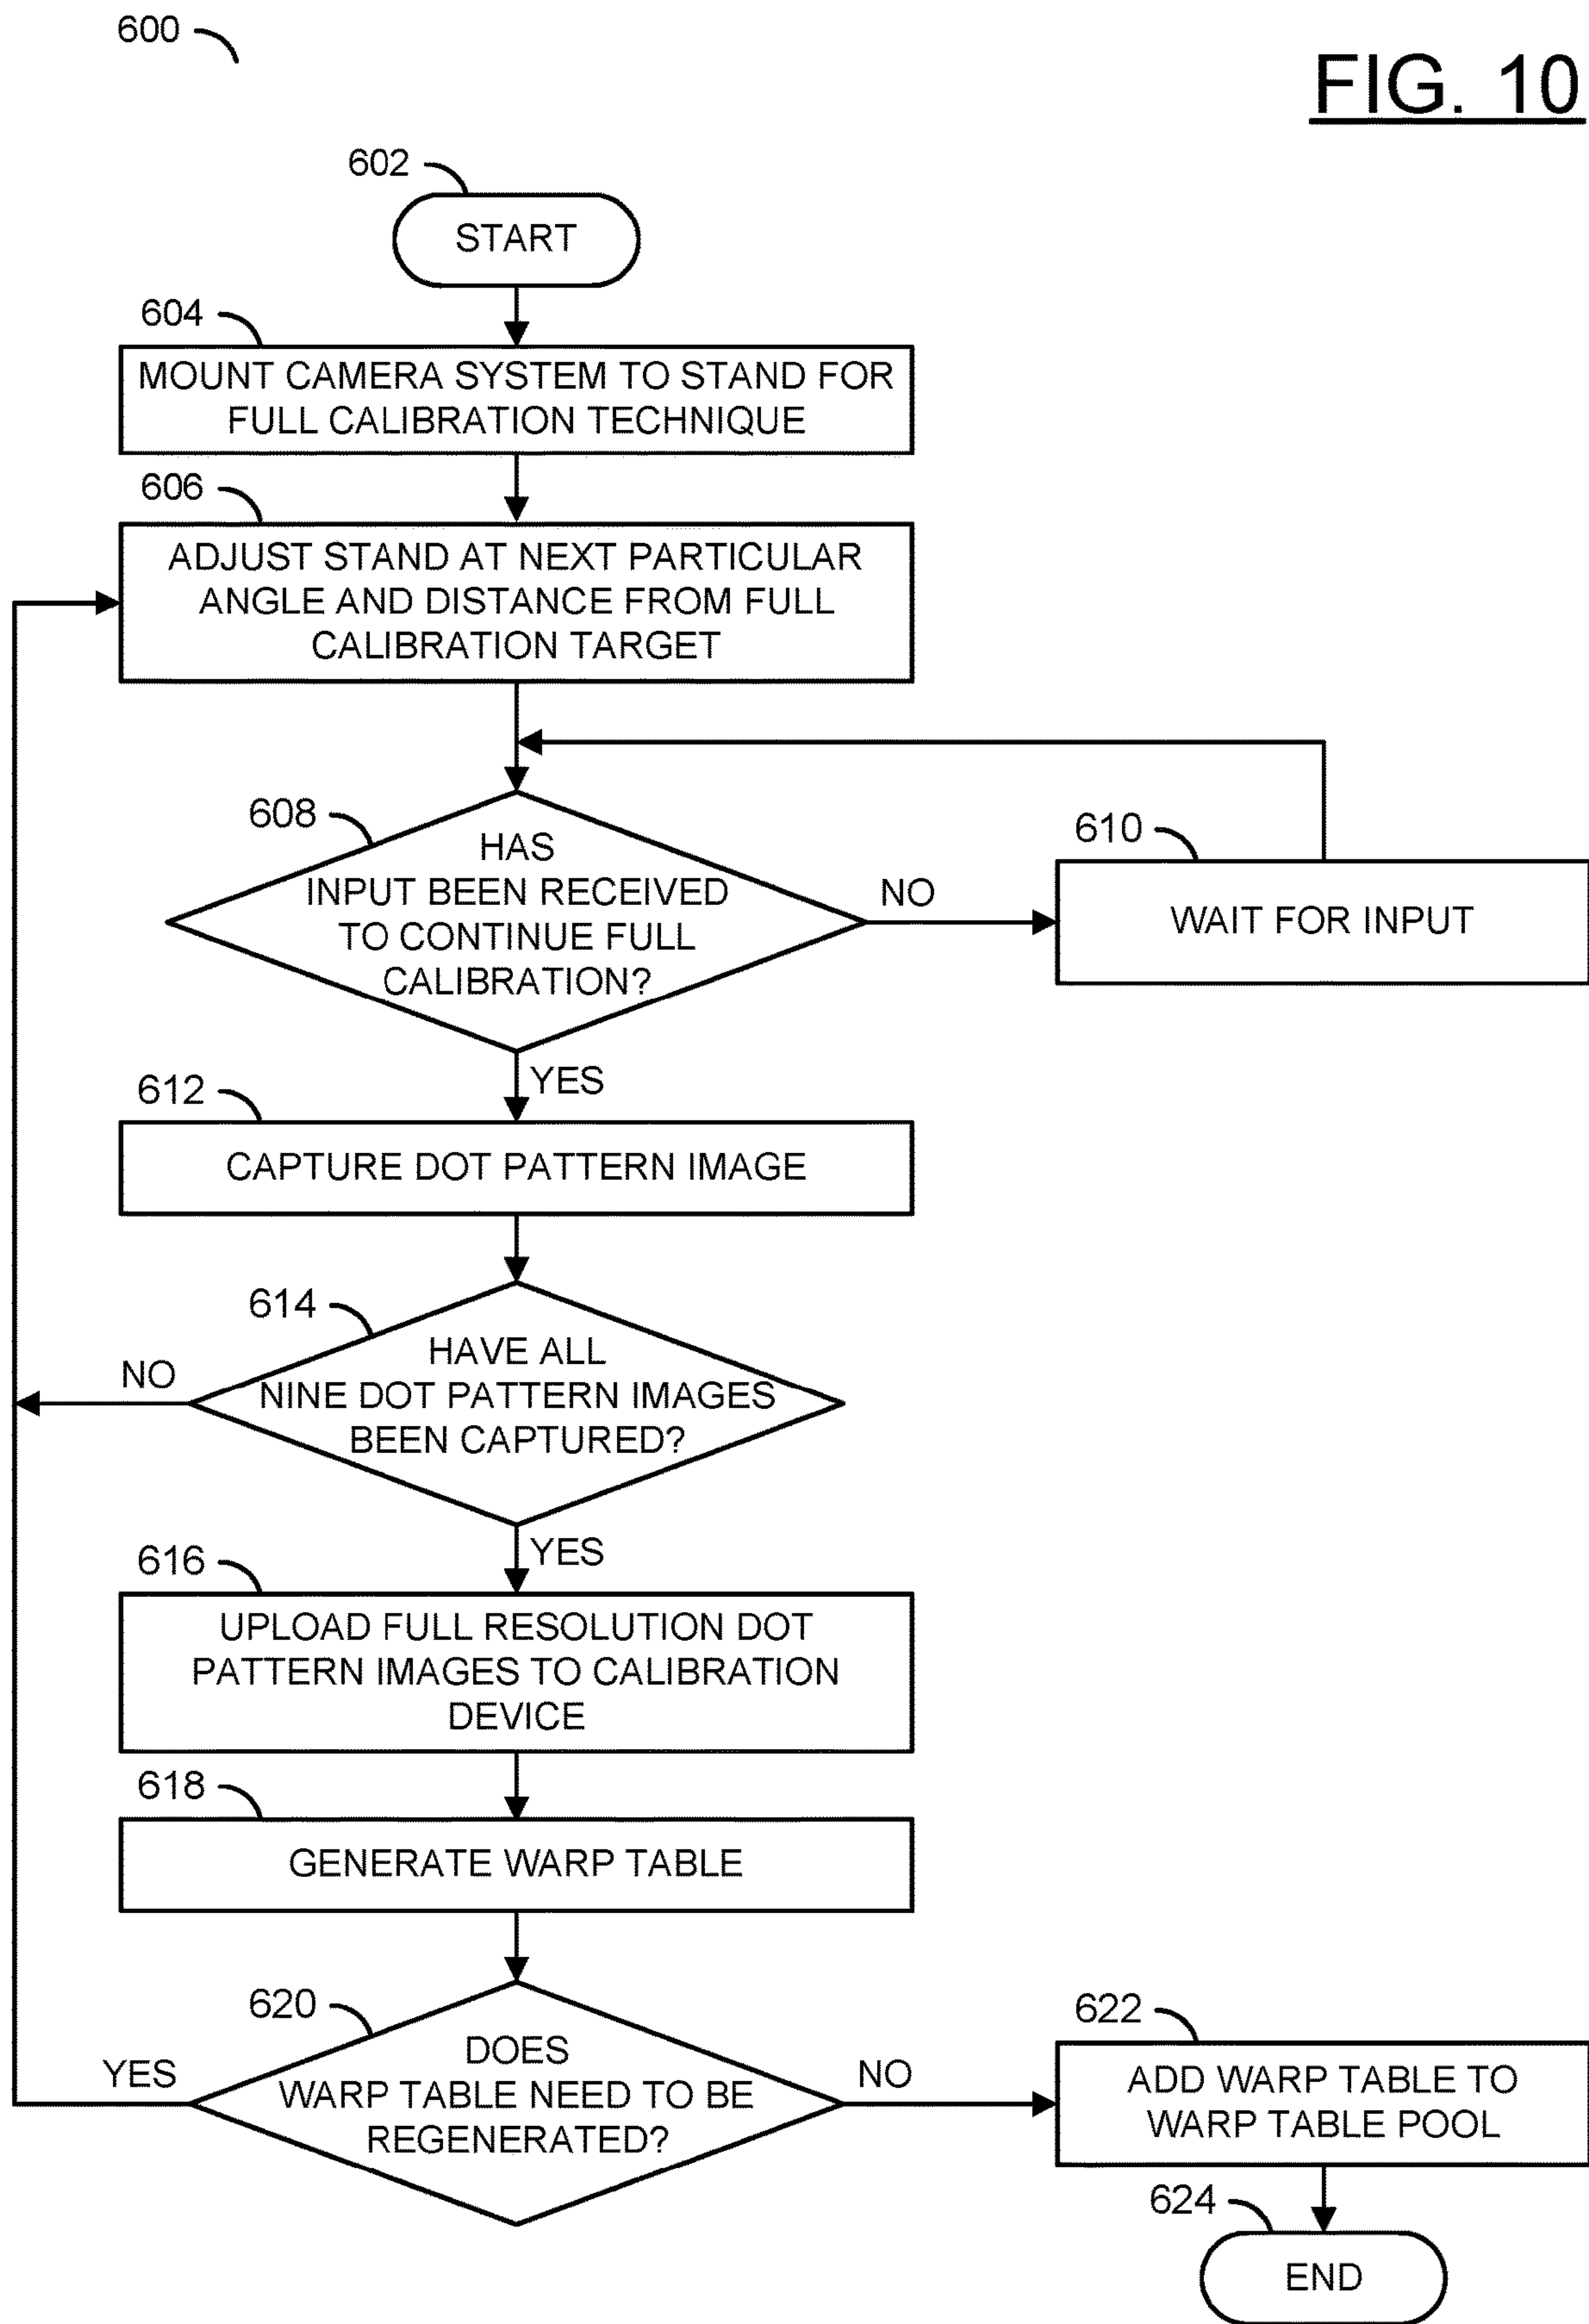 600
FIG. 10
602
START
604
MOUNT CAMERA SYSTEM TO STAND FOR
FULL CALIBRATION TECHNIQUE
606
ADJUST STAND AT NEXT PARTICULAR
ANGLE AND DISTANCE FROM FULL
CALIBRATION TARGET
608
HAS
INPUT BEEN RECEIVED
TO CONTINUE FULL
CALIBRATION?
NO
610
WAIT FOR INPUT
YES
612
CAPTURE DOT PATTERN IMAGE
614
HAVE ALL
NINE DOT PATTERN IMAGES
BEEN CAPTURED?
NO
YES
616
UPLOAD FULL RESOLUTION DOT
PATTERN IMAGES TO CALIBRATION
DEVICE
618
GENERATE WARP TABLE
620
DOES
WARP TABLE NEED TO BE
REGENERATED?
YES
NO
622
ADD WARP TABLE TO
WARP TABLE POOL
624
END